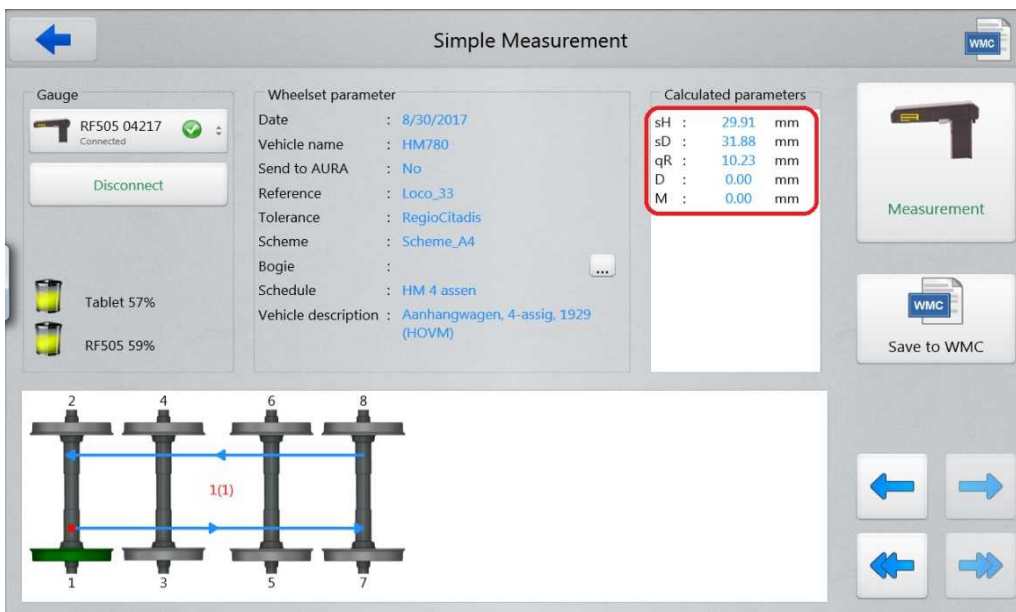 Simple Measurement
WMC
Gauge
RF505 04217
Connected
Disconnect
Tablet 57%
RF505 59%
Wheelset parameter
Date : 8/30/2017
Vehicle name : HM780
Send to AURA : No
Reference : Loco_33
Tolerance : RegioCitadis
Scheme : Scheme_A4
Bogie : ...
Schedule : HM 4 assen
Vehicle description : Aanhangwagen, 4-assig, 1929
(HOVM)
Calculated parameters
sH : 29.91 mm
sD : 31.88 mm
qR : 10.23 mm
D : 0.00 mm
M : 0.00 mm
Measurement
WMC
Save to WMC
2 4 6 8
1(1)
1 3 5 7